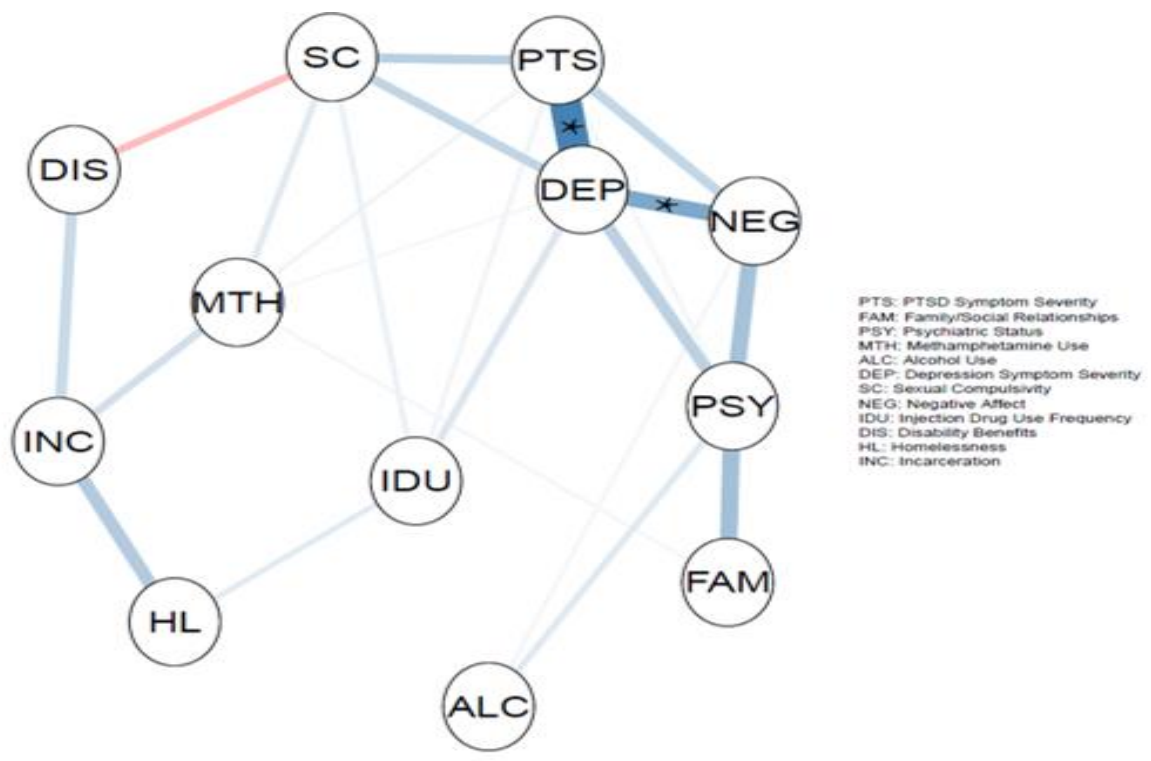 SC
PTS
DIS
DEP
*
NEG
*
MTH
PSY
INC
IDU
FAM
HL
ALC
PTS: PTSD Symptom Severity
FAM: Family/Social Relationships
PSY: Psychiatric Status
MTH: Methamphetamine Use
ALC: Alcohol Use
DEP: Depression Symptom Severity
SC: Sexual Compulsivity
NEG: Negative Affect
IDU: Injection Drug Use Frequency
DIS: Disability Benefits
HL: Homelessness
INC: Incarceration